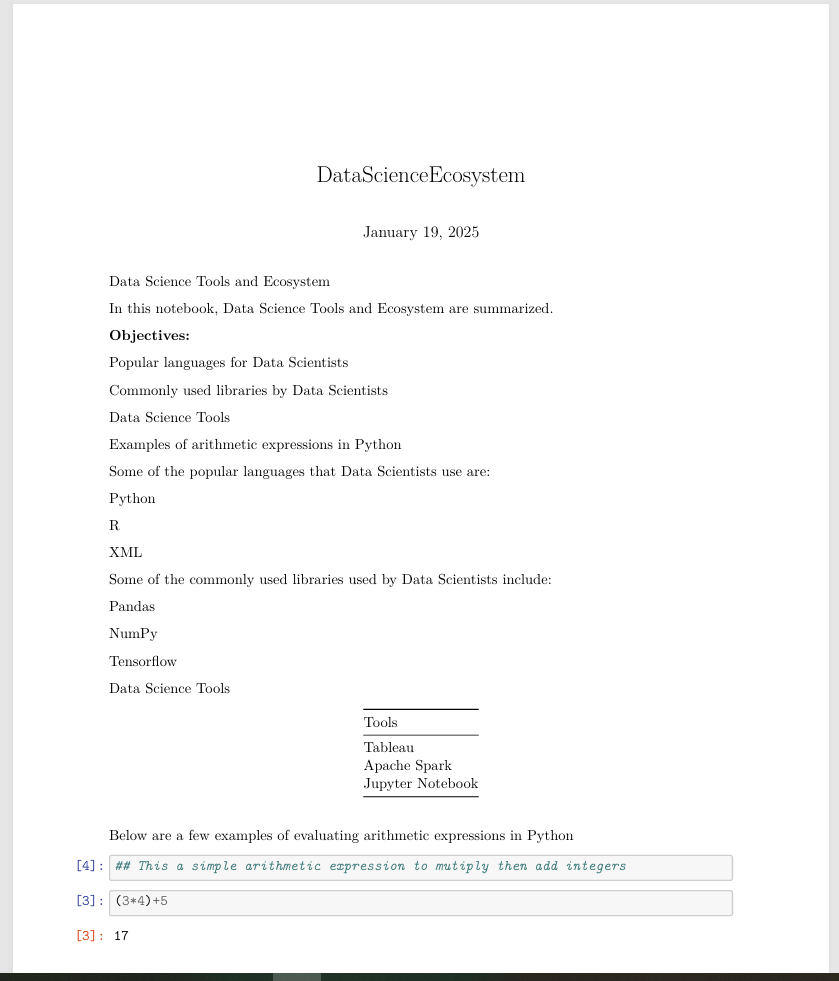 DataScienceEcosystem
January 19, 2025
Data Science Tools and Ecosystem
In this notebook, Data Science Tools and Ecosystem are summarized.
Objectives:
Popular languages for Data Scientists
Commonly used libraries by Data Scientists
Data Science Tools
Examples of arithmetic expressions in Python
Some of the popular languages that Data Scientists use are:
Python
R
XML
Some of the commonly used libraries used by Data Scientists include:
Pandas
NumPy
Tensorflow
Data Science Tools
Tools
Tableau
Apache Spark
Jupyter Notebook
Below are a few examples of evaluating arithmetic expressions in Python
[4]: ## This a simple arithmetic expression to mutiply then add integers
[3]: (3*4)+5
[3]: 17